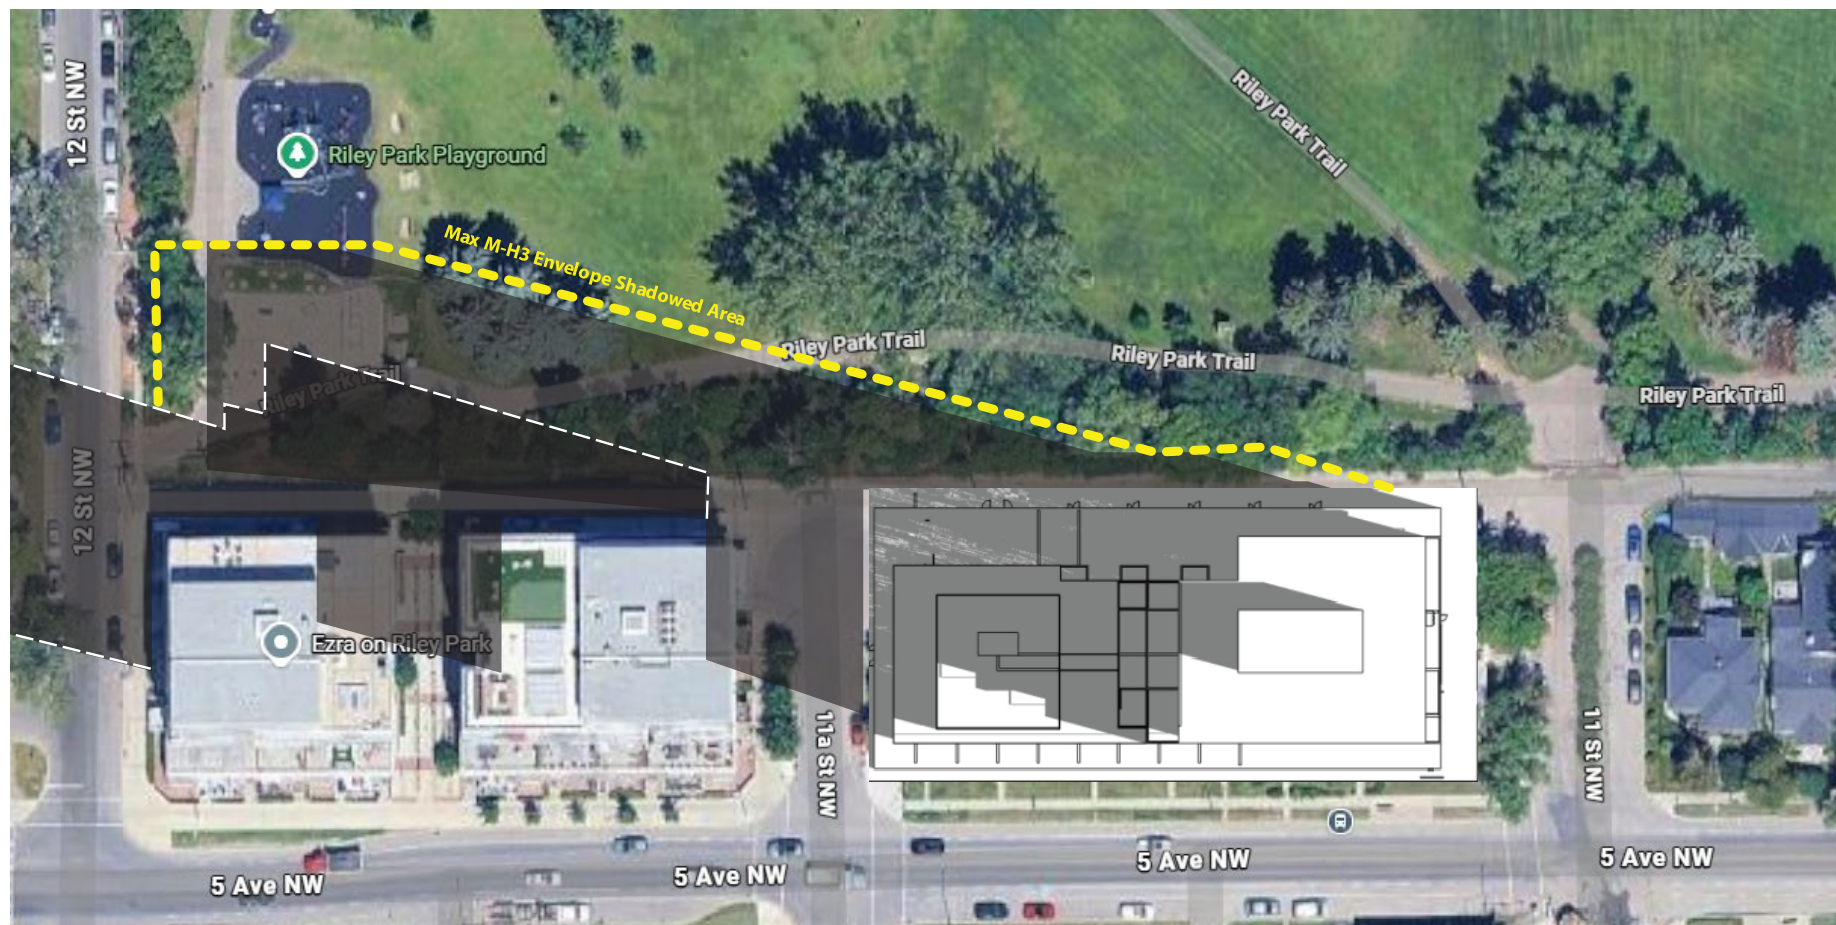 12 St NW
Riley Park Trail
Riley Park Playground
Max M-H3 Envelope Shadowed Area
Riley Park Trail
Riley Park Trail
Riley Park Trail
Riley Park Trail
12 St NW
Ezra on Riley Park
11a St NW
11 St NW
5 Ave NW
5 Ave NW
5 Ave NW
5 Ave NW